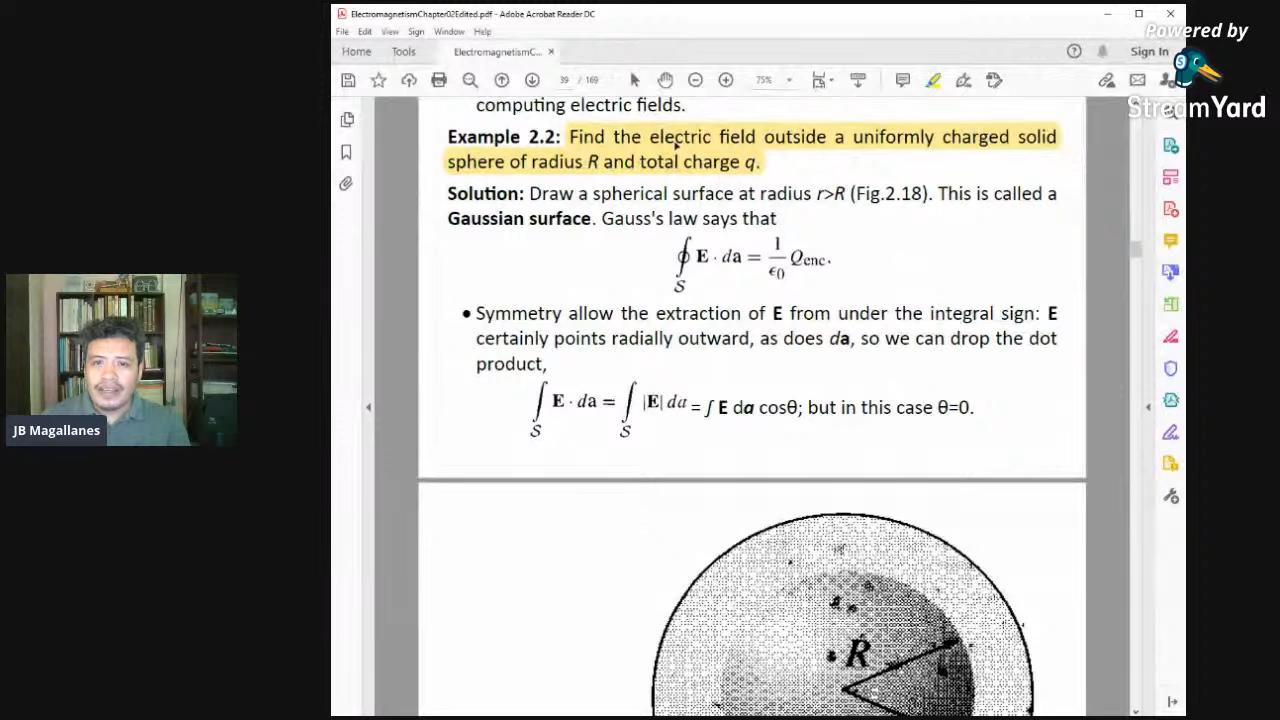 ElectromagnetismChapter02Edited.pdf - Adobe Acrobat Reader DC
File Edit View Sign Window Help
Home Tools ElectromagnetismC... × Sign In
39 / 169 75%
computing electric fields.
Example 2.2: Find the electric field outside a uniformly charged solid
sphere of radius R and total charge q.
Solution: Draw a spherical surface at radius r>R (Fig.2.18). This is called a
Gaussian surface. Gauss's law says that
∮_S E · da = 1/ϵ₀ Qenc.
• Symmetry allow the extraction of E from under the integral sign: E
certainly points radially outward, as does da, so we can drop the dot
product,
∫_S E · da = ∫_S |E| da = ∫ E da cosθ; but in this case θ=0.
R
JB Magallanes
Powered by
StreamYard